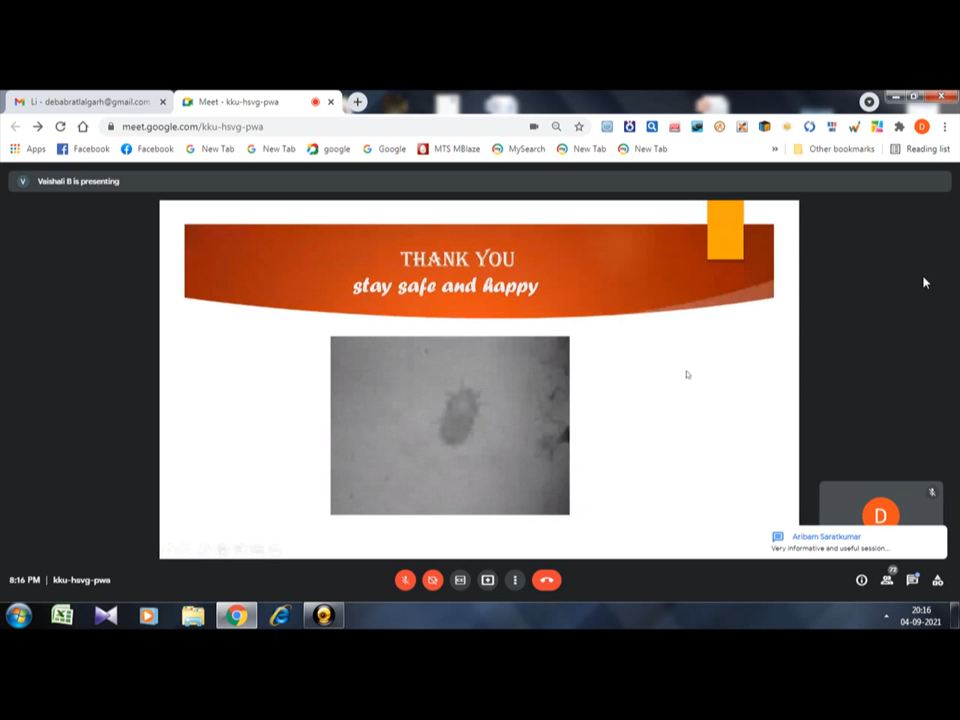 Li - debabratlalgarh@gmail.com
Meet - kku-hsvg-pwa
meet.google.com/kku-hsvg-pwa
D
Apps
Facebook
Facebook
New Tab
New Tab
google
Google
MTS MBlaze
MySearch
New Tab
New Tab
»
Other bookmarks
Reading list
V
Vaishali B is presenting
THANK YOU
stay safe and happy
D
Aribam Saratkumar
Very informative and useful session...
8:16 PM | kku-hsvg-pwa
72
20:16
04-09-2021